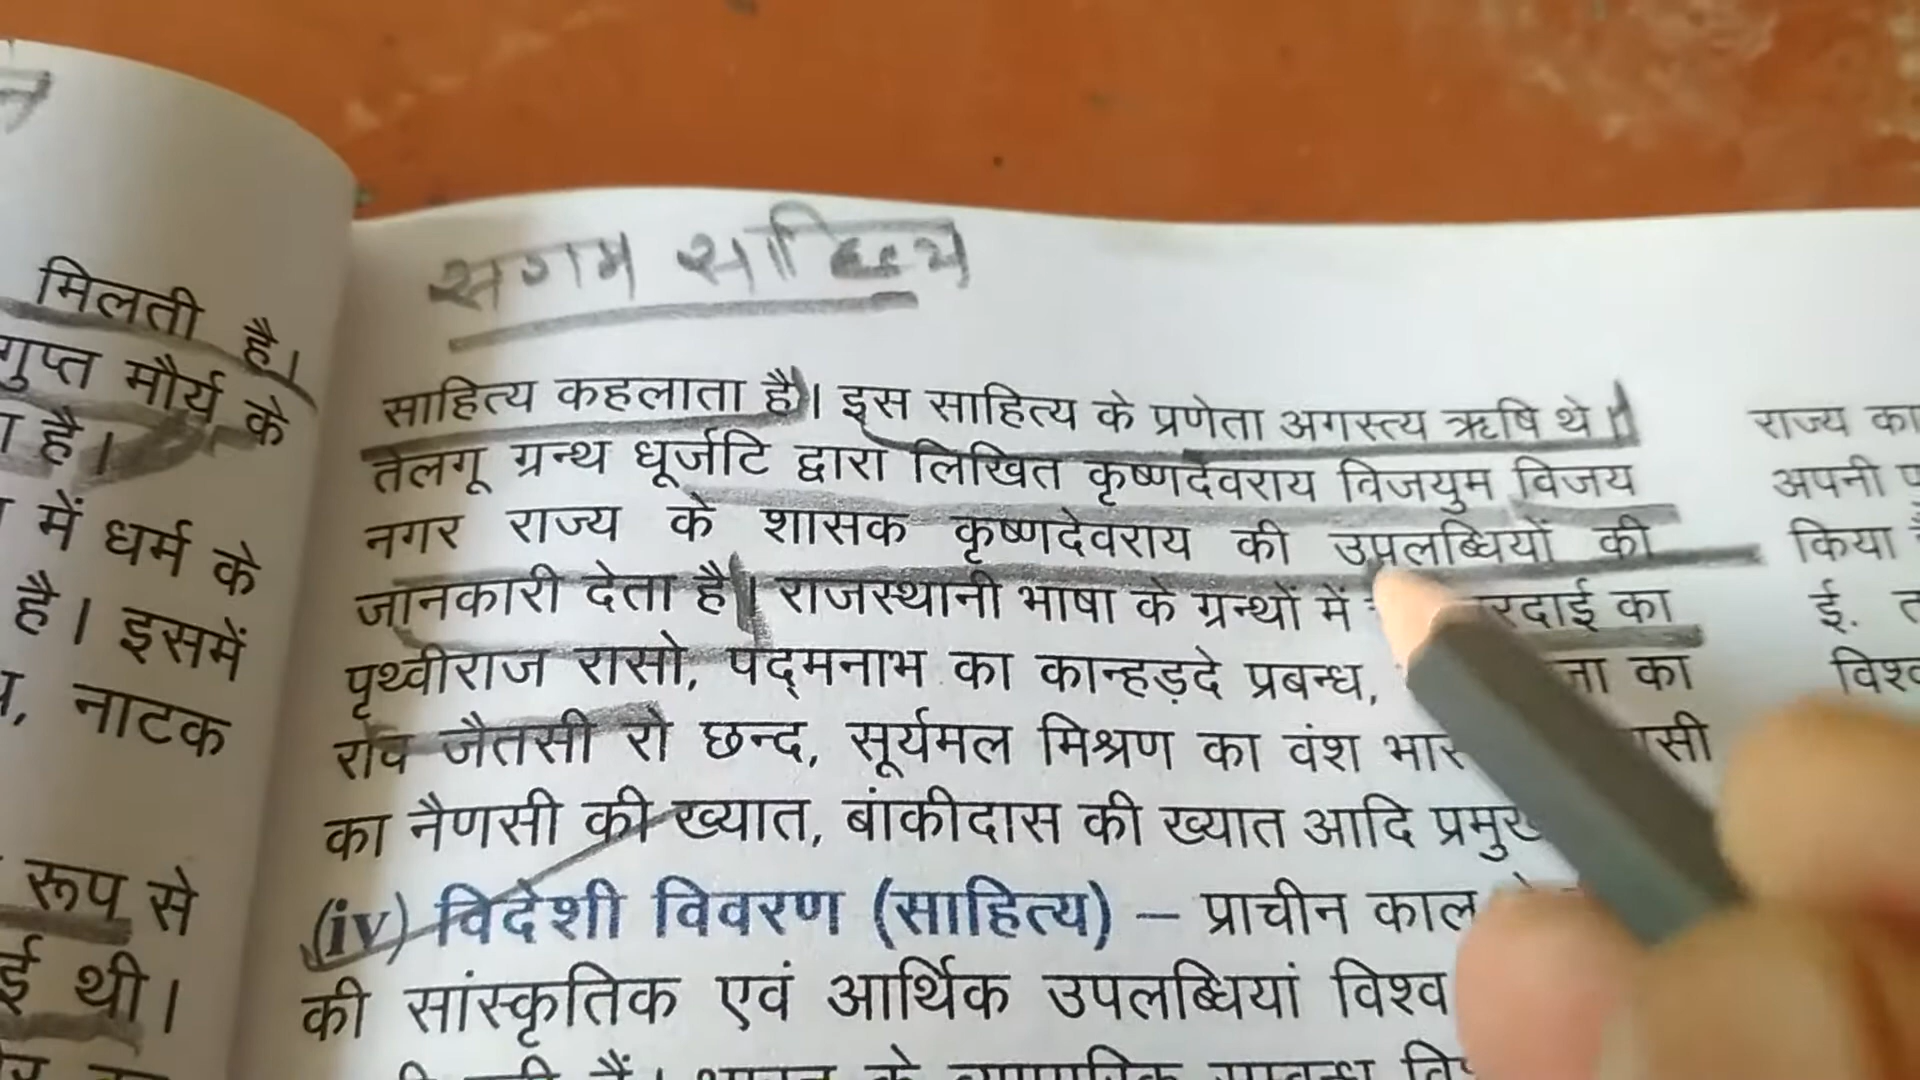 मिलती है।
गुप्त मौर्य के
है।
में धर्म के
है। इसमें
नाटक
रूप से
ई थी।
सगम साहित्य
साहित्य कहलाता है। इस साहित्य के प्रणेता अगस्त्य ऋषि थे।
तेलगू ग्रन्थ धूर्जटि द्वारा लिखित कृष्णदेवराय विजयुम विजय
नगर राज्य के शासक कृष्णदेवराय की उपलब्धियों की
जानकारी देता है। राजस्थानी भाषा के ग्रन्थों में रदाई का
पृथ्वीराज रासो, पद्मनाभ का कान्हड़दे प्रबन्ध, जा का
राव जैतसी रो छन्द, सूर्यमल मिश्रण का वंश भार
का नैणसी की ख्यात, बांकीदास की ख्यात आदि प्रमुख
(iv) विदेशी विवरण (साहित्य) – प्राचीन काल
की सांस्कृतिक एवं आर्थिक उपलब्धियां विश्व
राज्य का
अपनी
किया
ई.